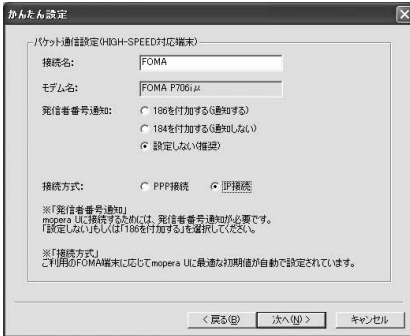 かんたん設定
パケット通信設定(HIGH-SPEED対応端末)
接続名: FOMA
モデム名: FOMA P706iμ
発信者番号通知: 186を付加する(通知する)
184を付加する(通知しない)
設定しない(推奨)
接続方式: PPP接続 IP接続
※「発信者番号通知」
mopera Uに接続するためには、発信者番号通知が必要です。
「設定しない」もしくは「186を付加する」を選択してください。
※「接続方式」
ご利用のFOMA端末に応じてmopera Uに最適な初期値が自動で設定されています。
< 戻る(B) 次へ(N) > キャンセル